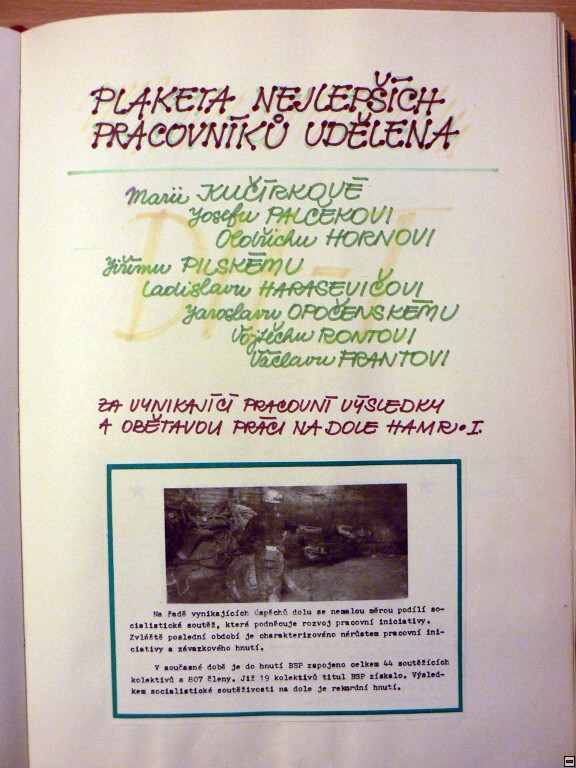 PLAKETA NEJLEPŠÍCH
PRACOVNÍKŮ UDĚLENA
Marii KUČÍRKOVÉ
Josefu PALČEKOVI
Oldřichu HORNOVI
Jiřímu PILSKÉMU
Ladislavu HARASEVIČOVI
Jaroslavu OPOČENSKÉMU
Vojtěchu RONTOVI
Václavu FRANTOVI
ZA VYNIKAJÍCÍ PRACOVNÍ VÝSLEDKY
A OBĚTAVOU PRÁCI NA DOLE HAMR • I.
Na řadě vynikajících úspěchů dolu se nemalou měrou podílí so-
cialistické soutěž, které podněcuje rozvoj pracovní iniciativy.
Zvláště poslední období je charakterizováno nárůstem pracovní ini-
ciativy a závazkového hnutí.
V současné době je do hnutí BSP zapojeno celkem 44 soutěžících
kolektivů s 807 členy. Již 19 kolektivů titul BSP získalo. Výsled-
kem socialistické soutěživosti na dole je rekordní hnutí.